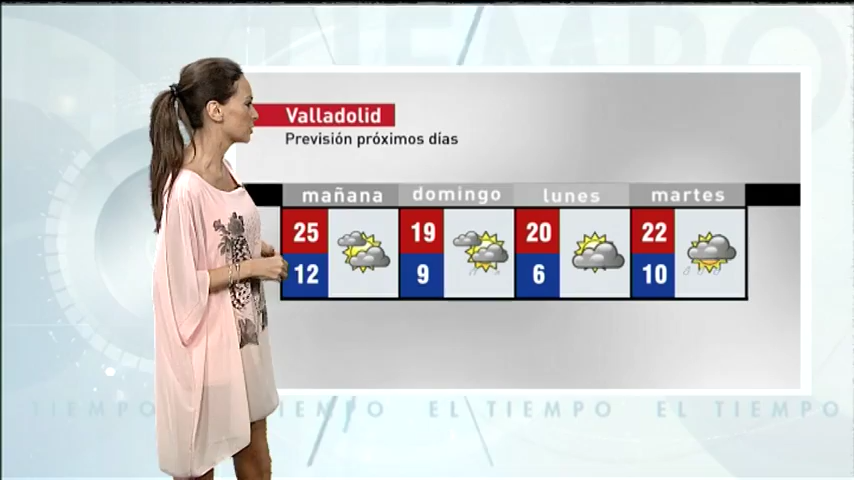 EL TIEMPO
Valladolid
Previsión próximos días
mañana domingo lunes martes
25 19 20 22
12 9 6 10
TIEMPO TIEMPO EL TIEMPO EL TIEMPO